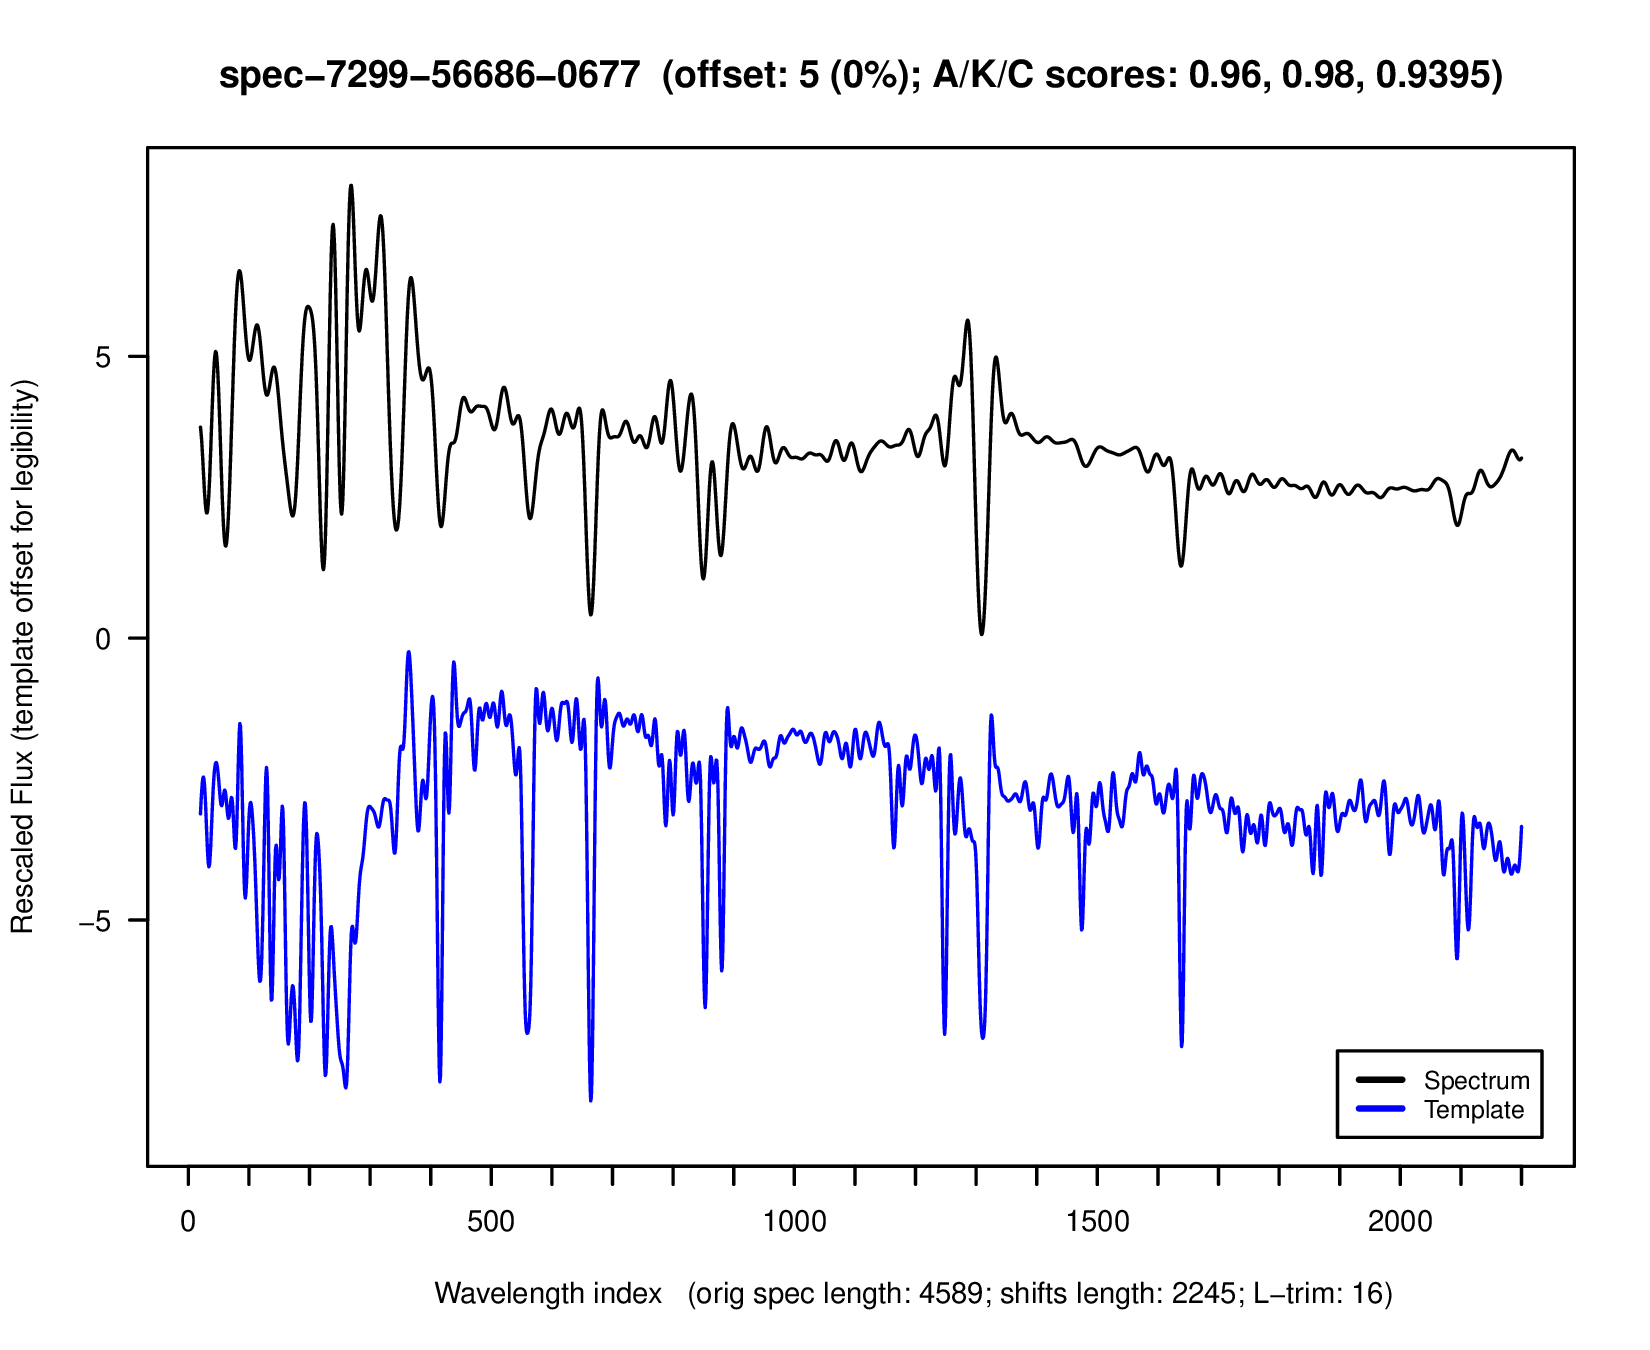 spec−7299−56686−0677 (offset: 5 (0%); A/K/C scores: 0.96, 0.98, 0.9395)
Rescaled Flux (template offset for legibility)
5
0
−5
Spectrum
Template
0 500 1000 1500 2000
Wavelength index (orig spec length: 4589; shifts length: 2245; L−trim: 16)